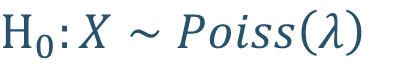 H₀: X ~ Poiss(λ)